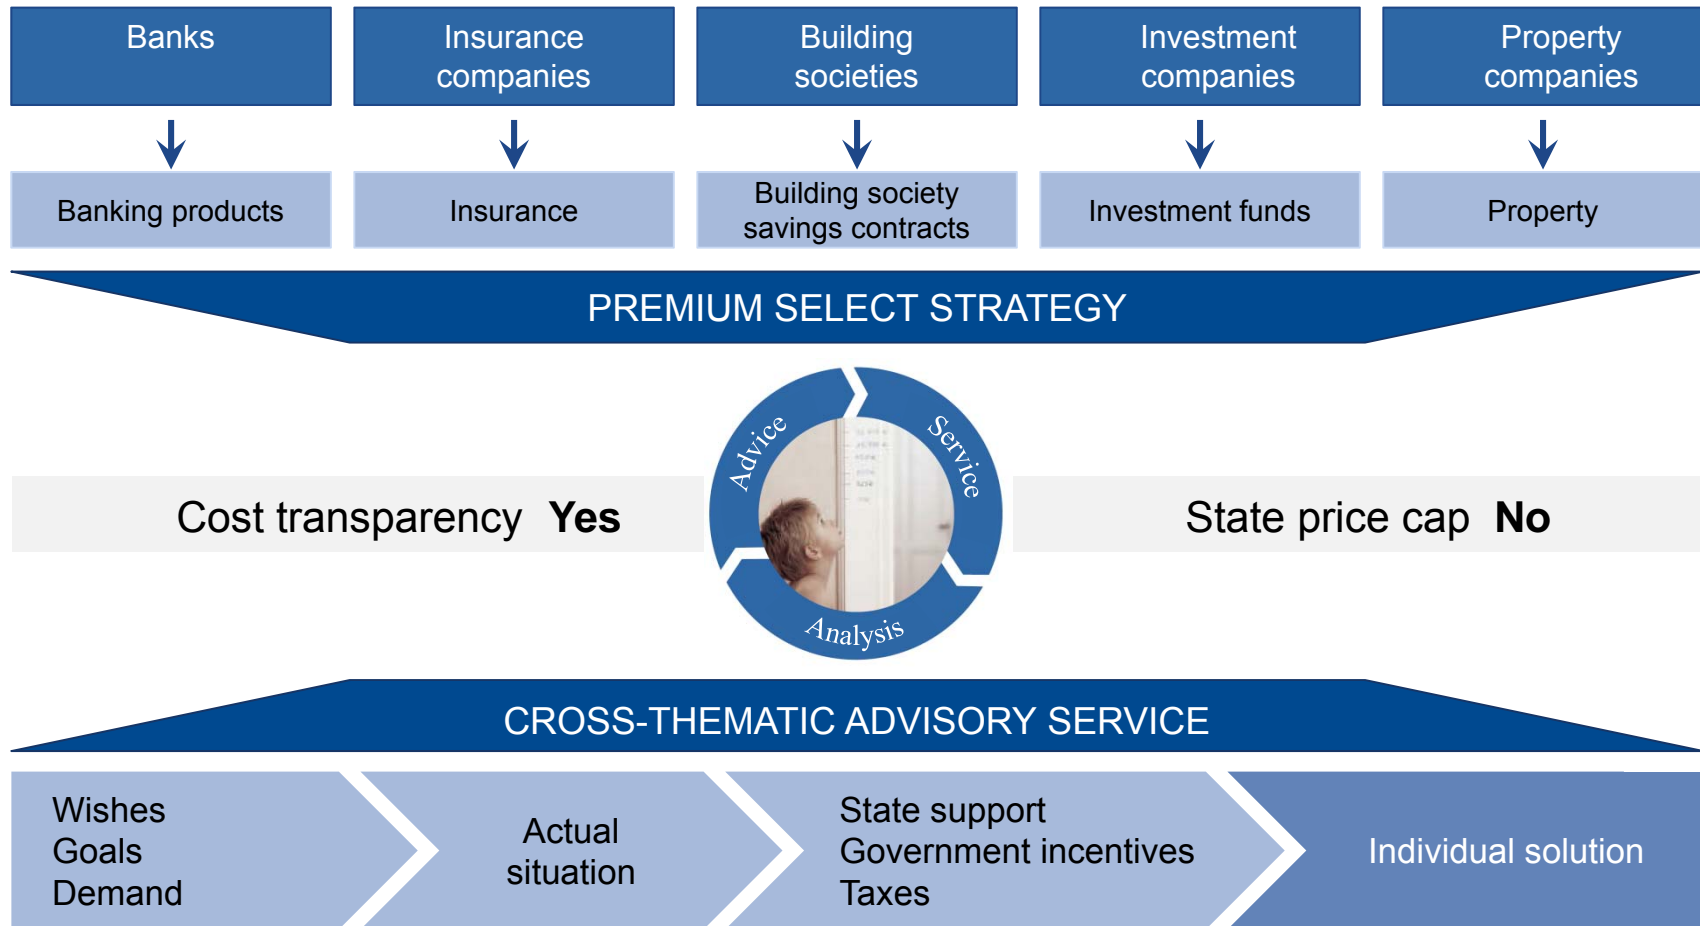 Banks
Insurance
companies
Building
societies
Investment
companies
Property
companies
Banking products
Insurance
Building society
savings contracts
Investment funds
Property
PREMIUM SELECT STRATEGY
Advice
Service
Analysis
Cost transparency Yes
State price cap No
CROSS-THEMATIC ADVISORY SERVICE
Wishes
Goals
Demand
Actual
situation
State support
Government incentives
Taxes
Individual solution